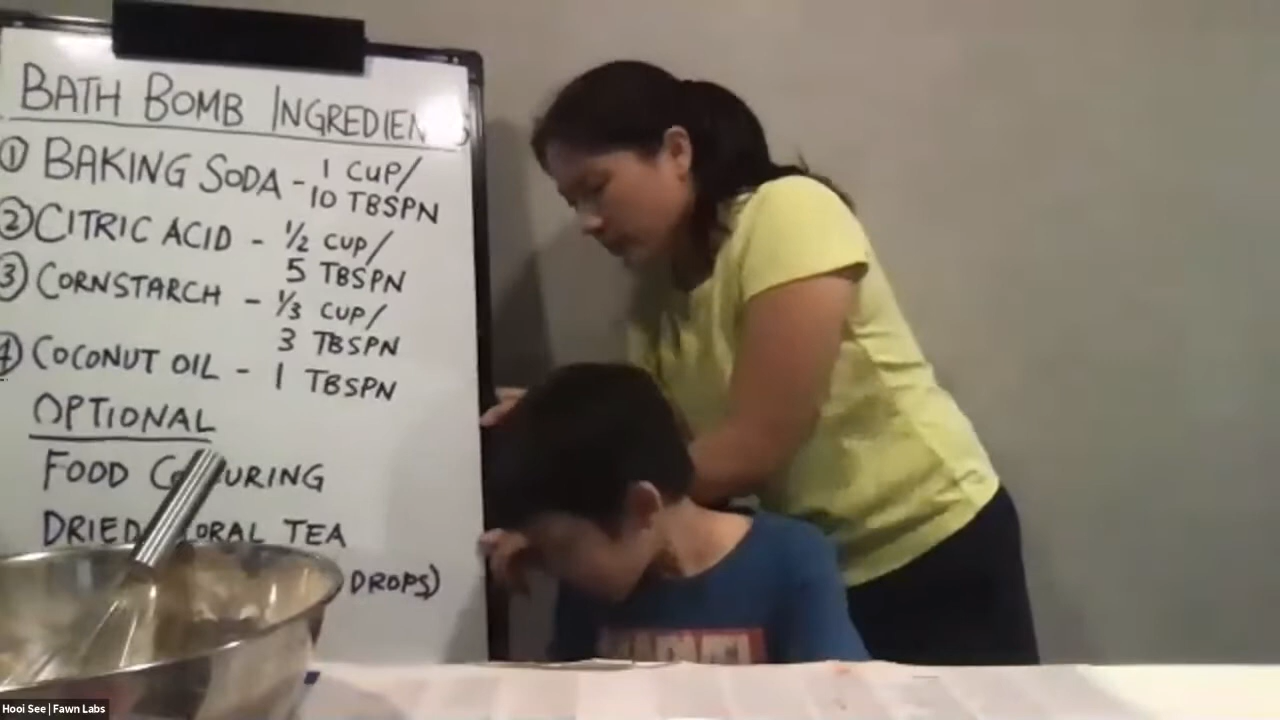 BATH BOMB INGREDIEN S
① BAKING SODA - 1 CUP/
10 TBSPN
② CITRIC ACID - ½ CUP/
5 TBSPN
③ CORNSTARCH - ⅓ CUP/
3 TBSPN
④ COCONUT OIL - 1 TBSPN
OPTIONAL
FOOD URING
DRIED ORAL TEA
DROPS)
Hooi See | Fawn Labs